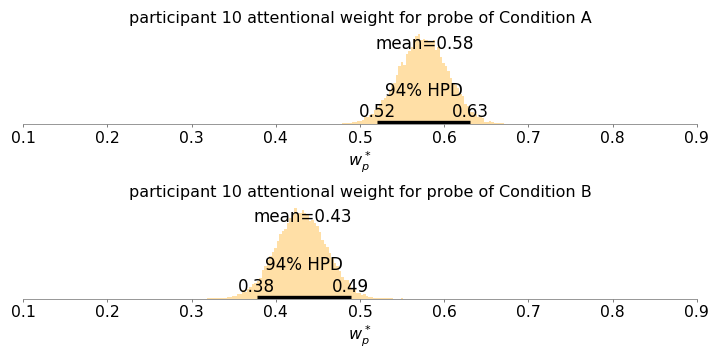 participant 10 attentional weight for probe of Condition A
mean=0.58
94% HPD
0.52 0.63
0.1 0.2 0.3 0.4 0.5 0.6 0.7 0.8 0.9
w_p^*
participant 10 attentional weight for probe of Condition B
mean=0.43
94% HPD
0.38 0.49
0.1 0.2 0.3 0.4 0.5 0.6 0.7 0.8 0.9
w_p^*